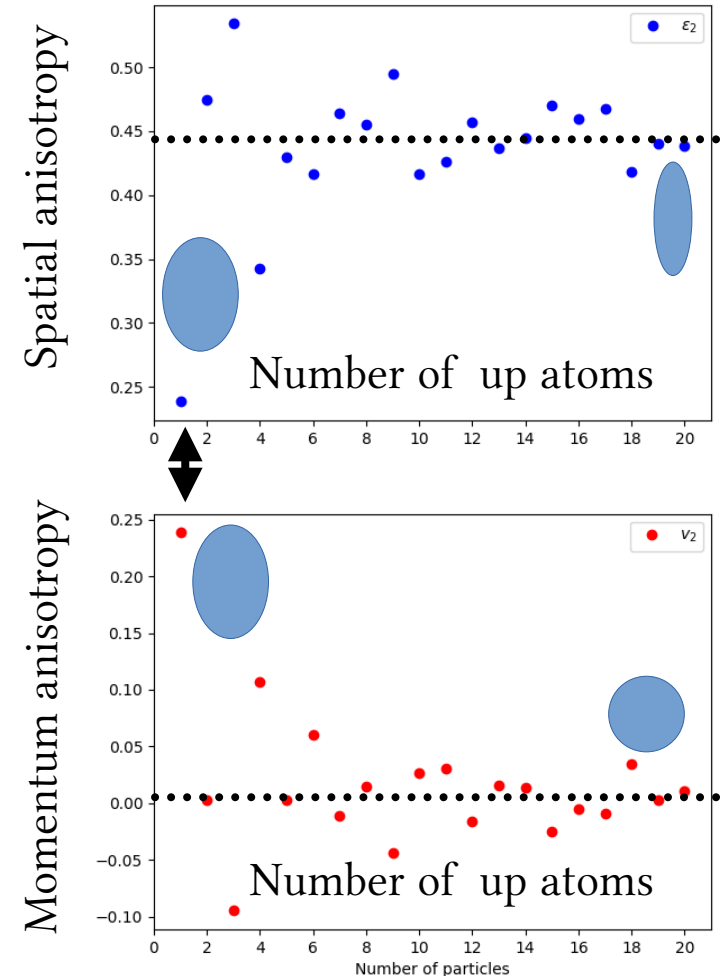 Spatial anisotropy
ε₂
0.50
0.45
0.40
0.35
0.30
0.25
Number of up atoms
0 2 4 6 8 10 12 14 16 18 20
Momentum anisotropy
v₂
0.25
0.20
0.15
0.10
0.05
0.00
−0.05
−0.10
Number of up atoms
0 2 4 6 8 10 12 14 16 18 20
Number of particles